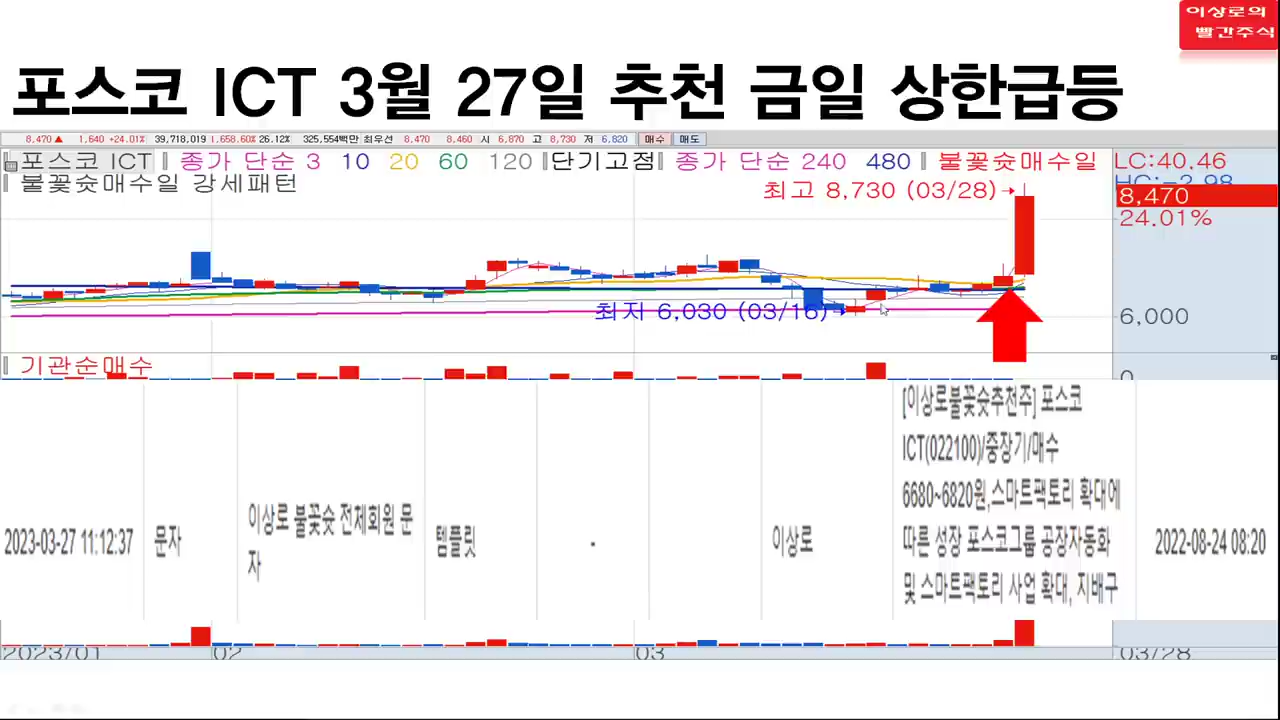 이상로의
빨간주식
포스코 ICT 3월 27일 추천 금일 상한급등
8,470 ▲ 1,640 +24.01% 39,718,019 1,658.60% 26.12% 325,554백만 최우선 8,470 8,460 시 6,870 고 8,730 저 6,820 매수 매도
포스코 ICT 종가 단순 3 10 20 60 120 단기고점 종가 단순 240 480 불꽃슛매수일 LC:40.46
불꽃슛매수일 강세패턴 HC:-2.98
최고 8,730 (03/28) 8,470
24.01%
최저 6,030 (03/16) 6,000
기관순매수
0
[이상로불꽃슛추천주] 포스코
ICT(022100)/중장기/매수
6680~6820원,스마트팩토리 확대에
따른 성장 포스코그룹 공장자동화
및 스마트팩토리 사업 확대, 지배구
2023-03-27 11:12:37 문자 이상로 불꽃슛 전체회원 문
자
템플릿 - 이상로 2022-08-24 08:20
2023/01 02 03 03/28